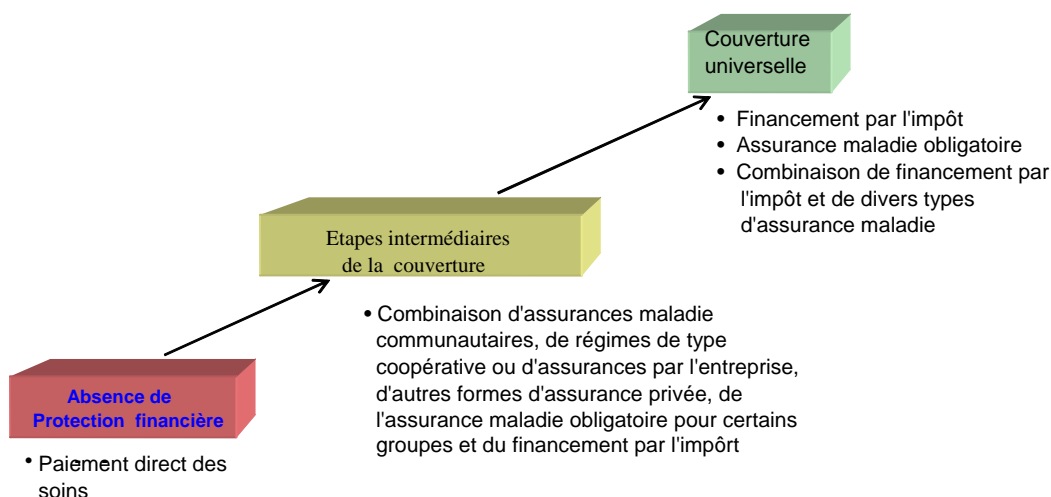 Couverture
universelle
• Financement par l'impôt
• Assurance maladie obligatoire
• Combinaison de financement par
l'impôt et de divers types
d'assurance maladie
Etapes intermédiaires
de la couverture
• Combinaison d'assurances maladie
communautaires, de régimes de type
coopérative ou d'assurances par l'entreprise,
d'autres formes d'assurance privée, de
l'assurance maladie obligatoire pour certains
groupes et du financement par l'impôrt
Absence de
Protection financière
• Paiement direct des
soins